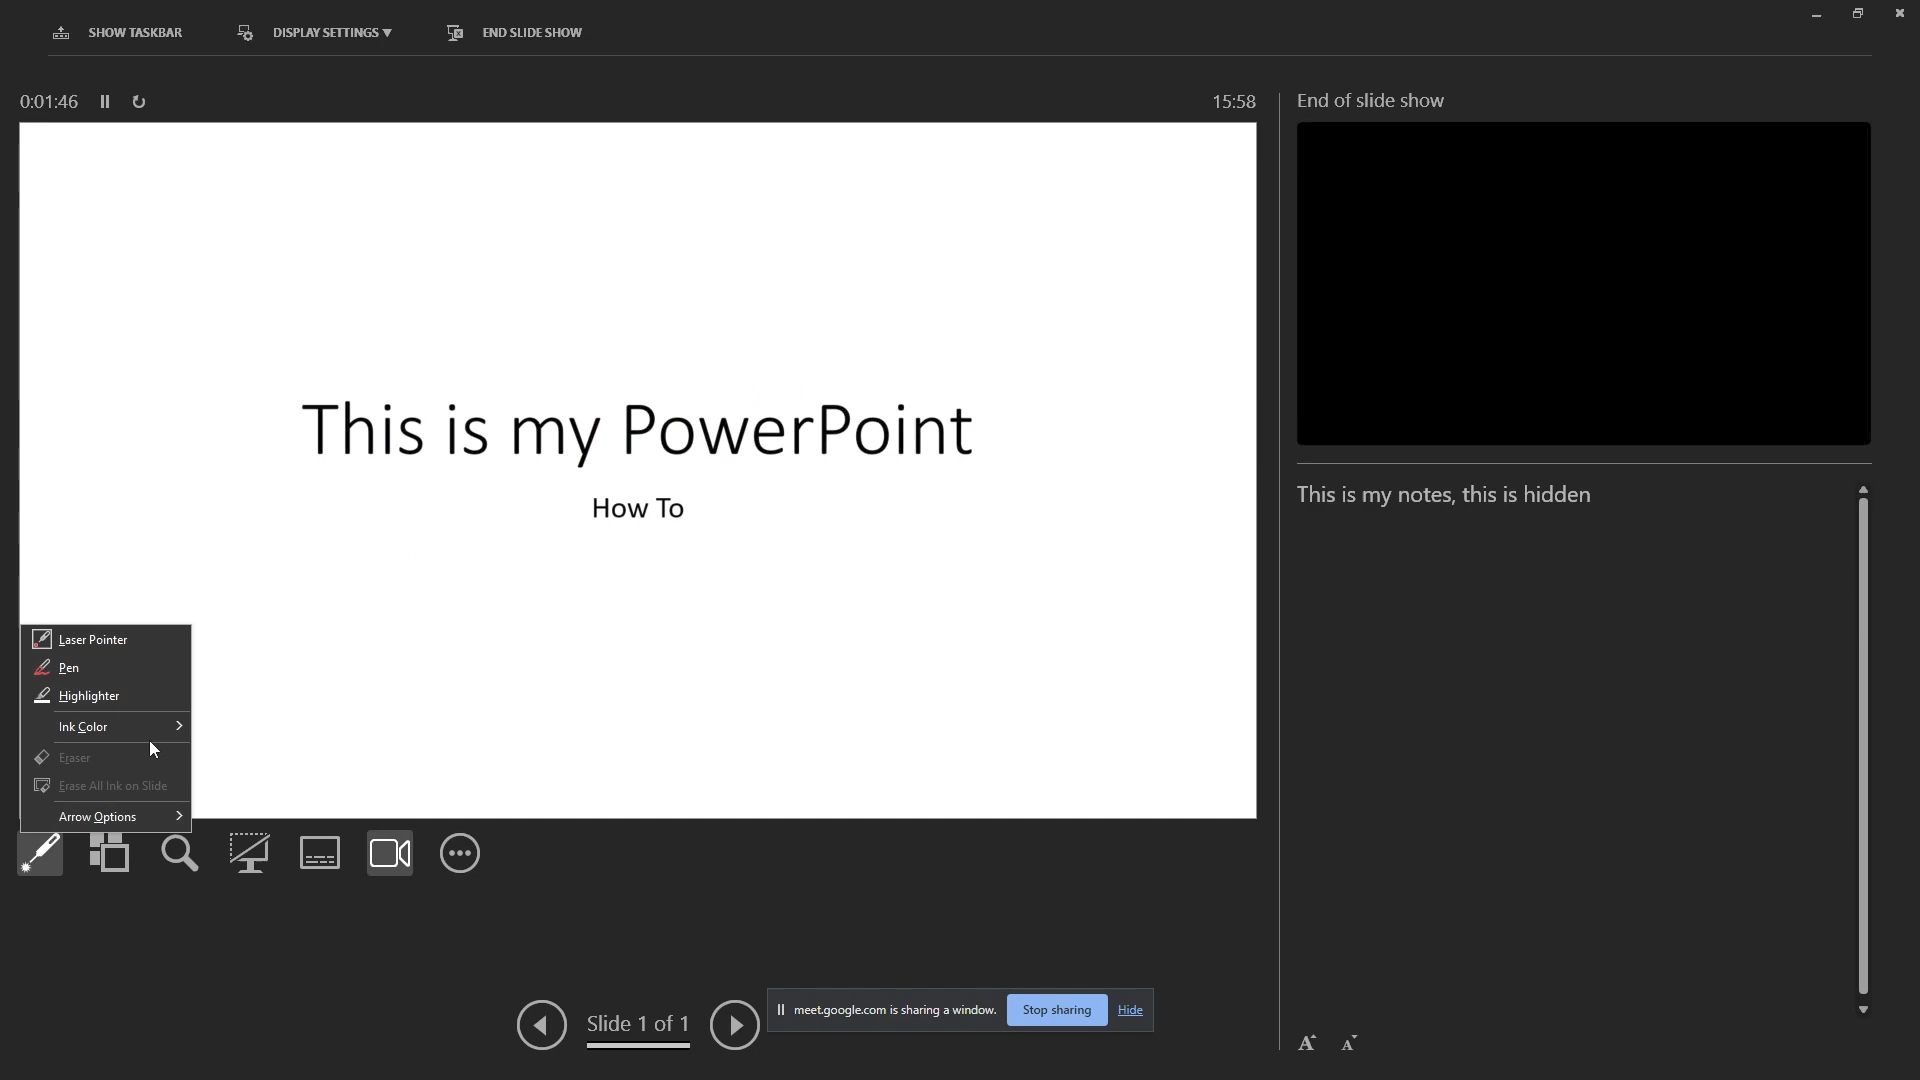 SHOW TASKBAR DISPLAY SETTINGS ▼ END SLIDE SHOW
0:01:46 15:58
End of slide show
This is my PowerPoint
How To
This is my notes, this is hidden
Laser Pointer
Pen
Highlighter
Ink Color
Eraser
Erase All Ink on Slide
Arrow Options
Slide 1 of 1
meet.google.com is sharing a window. Stop sharing Hide
A A